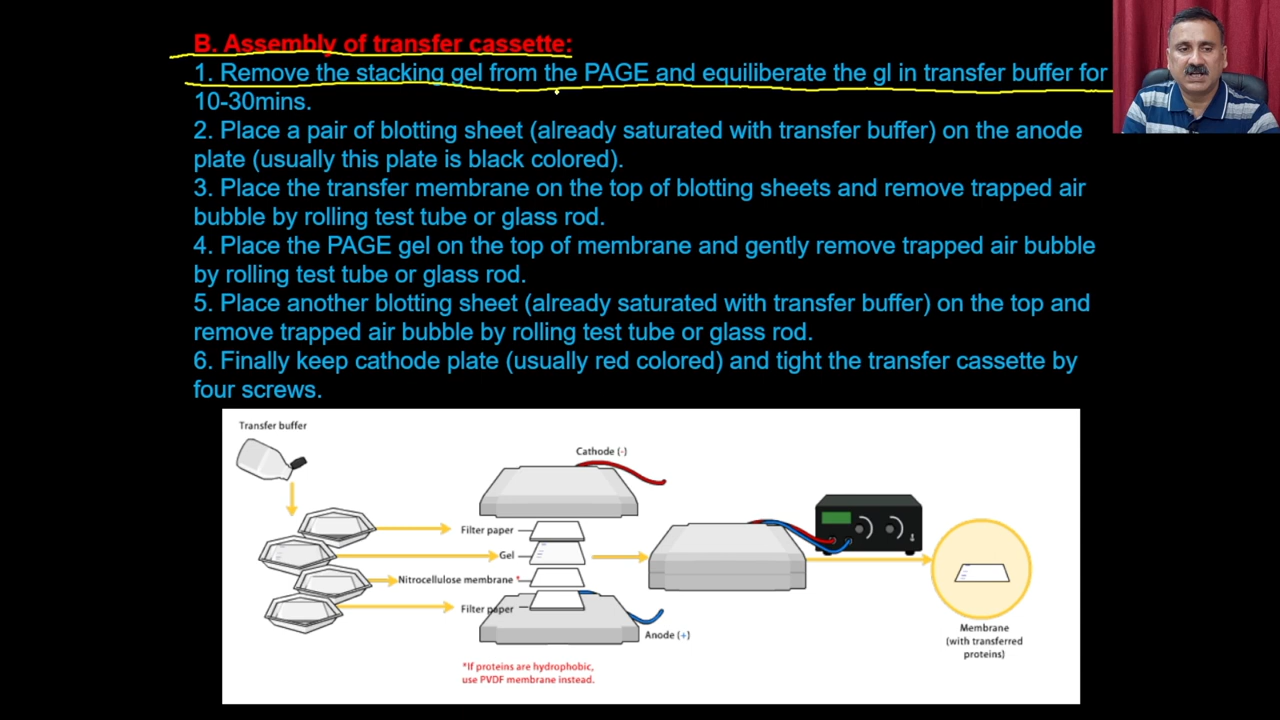 B. Assembly of transfer cassette:
1. Remove the stacking gel from the PAGE and equiliberate the gl in transfer buffer for
10-30mins.
2. Place a pair of blotting sheet (already saturated with transfer buffer) on the anode
plate (usually this plate is black colored).
3. Place the transfer membrane on the top of blotting sheets and remove trapped air
bubble by rolling test tube or glass rod.
4. Place the PAGE gel on the top of membrane and gently remove trapped air bubble
by rolling test tube or glass rod.
5. Place another blotting sheet (already saturated with transfer buffer) on the top and
remove trapped air bubble by rolling test tube or glass rod.
6. Finally keep cathode plate (usually red colored) and tight the transfer cassette by
four screws.
Transfer buffer
Cathode (-)
Filter paper
Gel
Nitrocellulose membrane *
Filter paper
Anode (+)
*If proteins are hydrophobic,
use PVDF membrane instead.
Membrane
(with transferred
proteins)